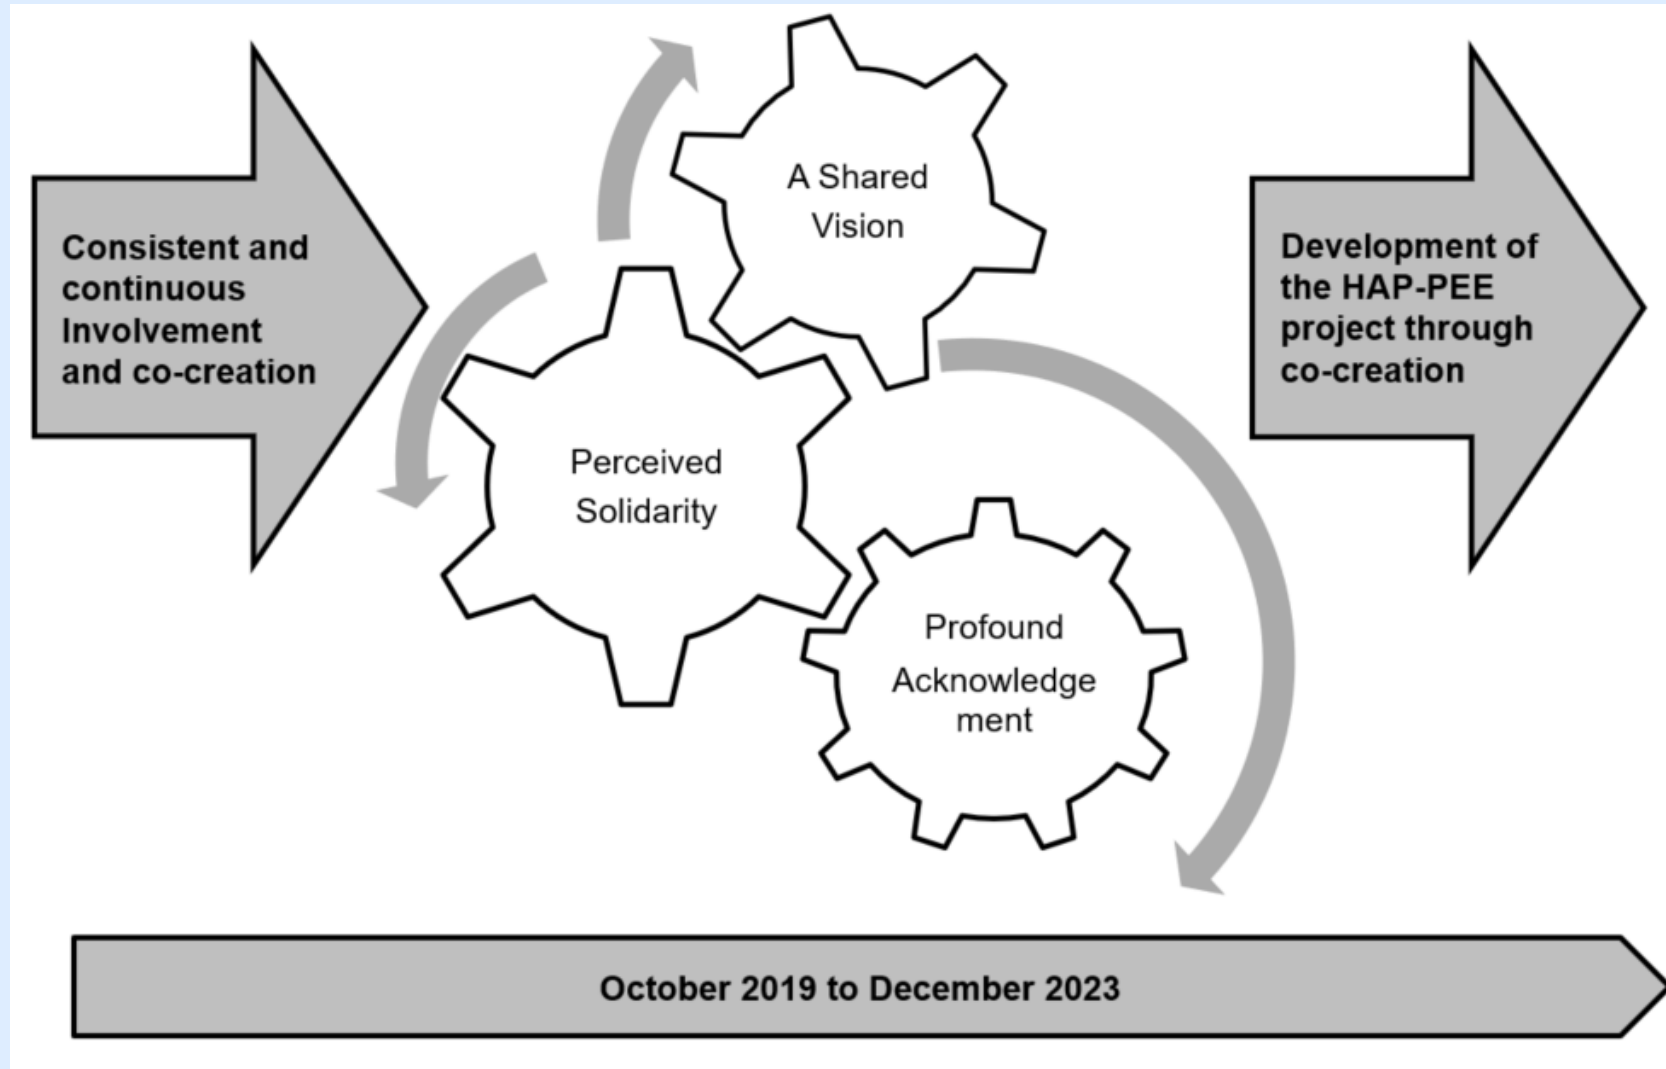 Consistent and
continuous
Involvement
and co-creation
A Shared
Vision
Perceived
Solidarity
Profound
Acknowledge
ment
Development of
the HAP-PEE
project through
co-creation
October 2019 to December 2023